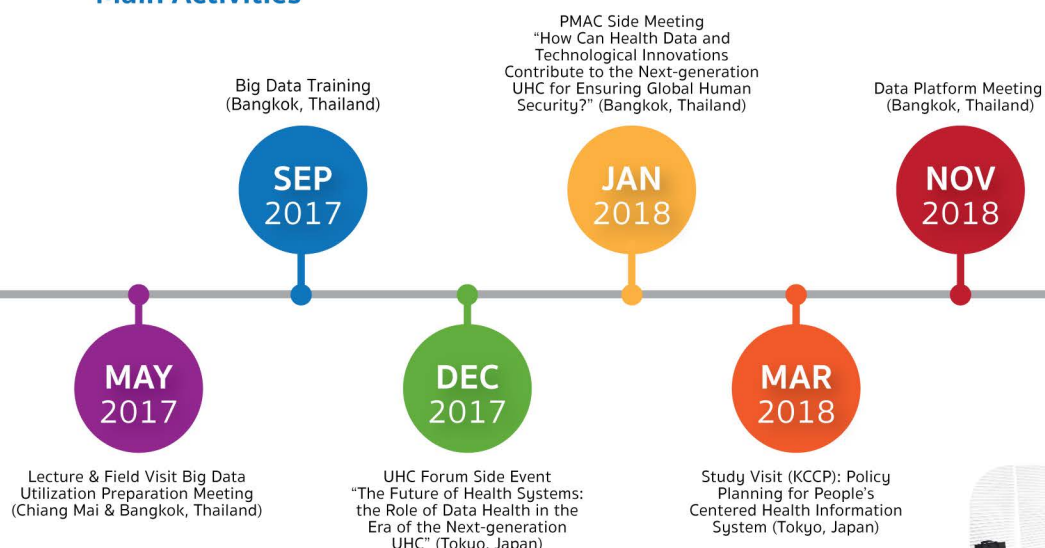 Main Activities
PMAC Side Meeting
“How Can Health Data and
Technological Innovations
Contribute to the Next-generation
UHC for Ensuring Global Human
Security?” (Bangkok, Thailand)
Big Data Training
(Bangkok, Thailand)
Data Platform Meeting
(Bangkok, Thailand)
SEP
2017
JAN
2018
NOV
2018
MAY
2017
DEC
2017
MAR
2018
Lecture & Field Visit Big Data
Utilization Preparation Meeting
(Chiang Mai & Bangkok, Thailand)
UHC Forum Side Event
“The Future of Health Systems:
the Role of Data Health in the
Era of the Next-generation
UHC” (Tokyo, Japan)
Study Visit (KCCP): Policy
Planning for People’s
Centered Health Information
System (Tokyo, Japan)